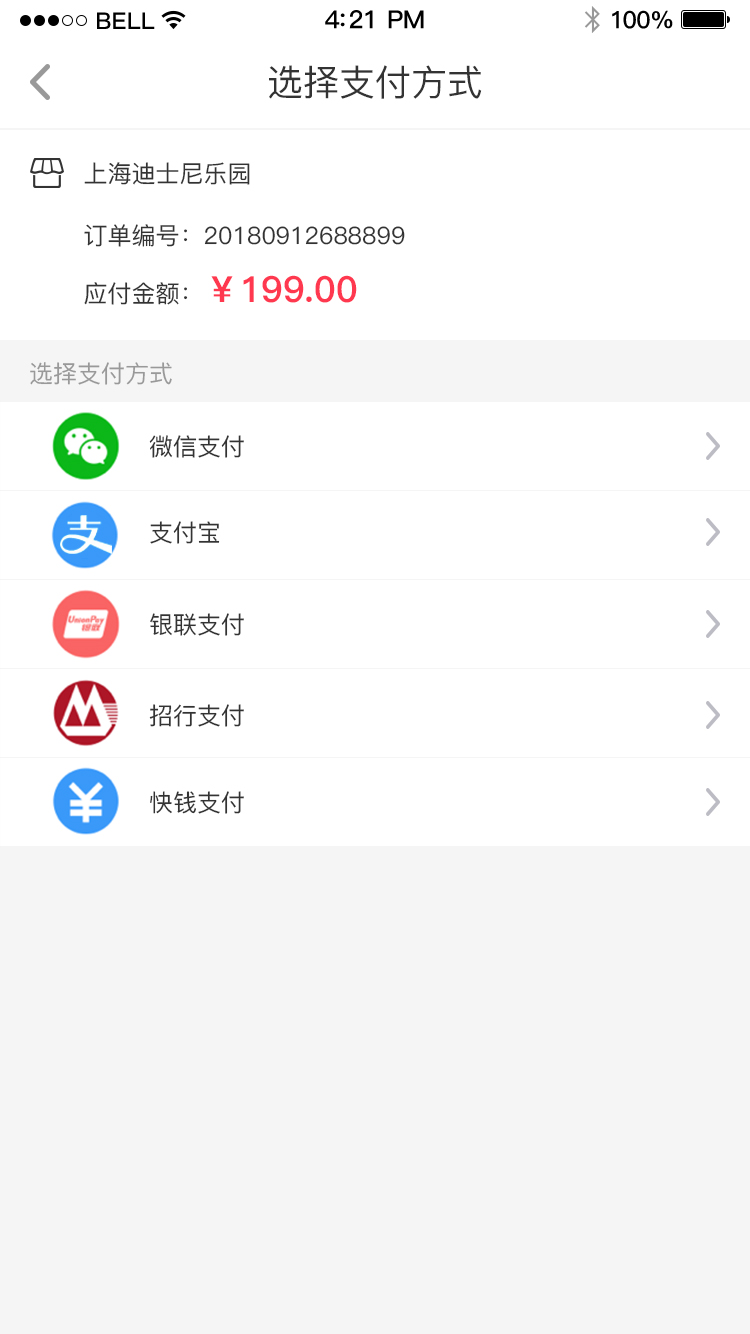 BELL 4:21 PM 100%
选择支付方式
上海迪士尼乐园
订单编号：20180912688899
应付金额：￥199.00
选择支付方式
微信支付
支 支付宝
UnionPay
银联
银联支付
招行支付
¥ 快钱支付